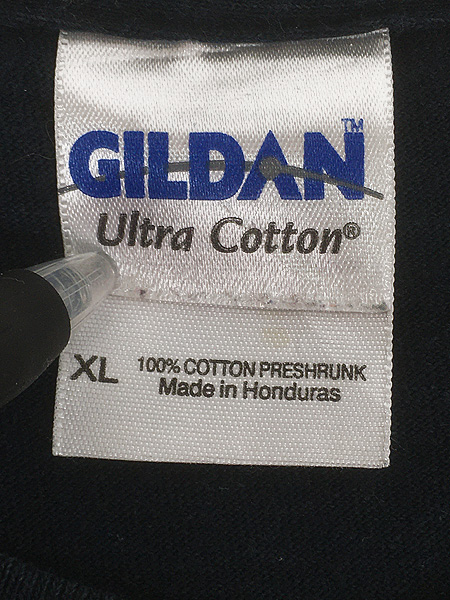 GILDAN™
Ultra Cotton®
XL
100% COTTON PRESHRUNK
Made in Honduras